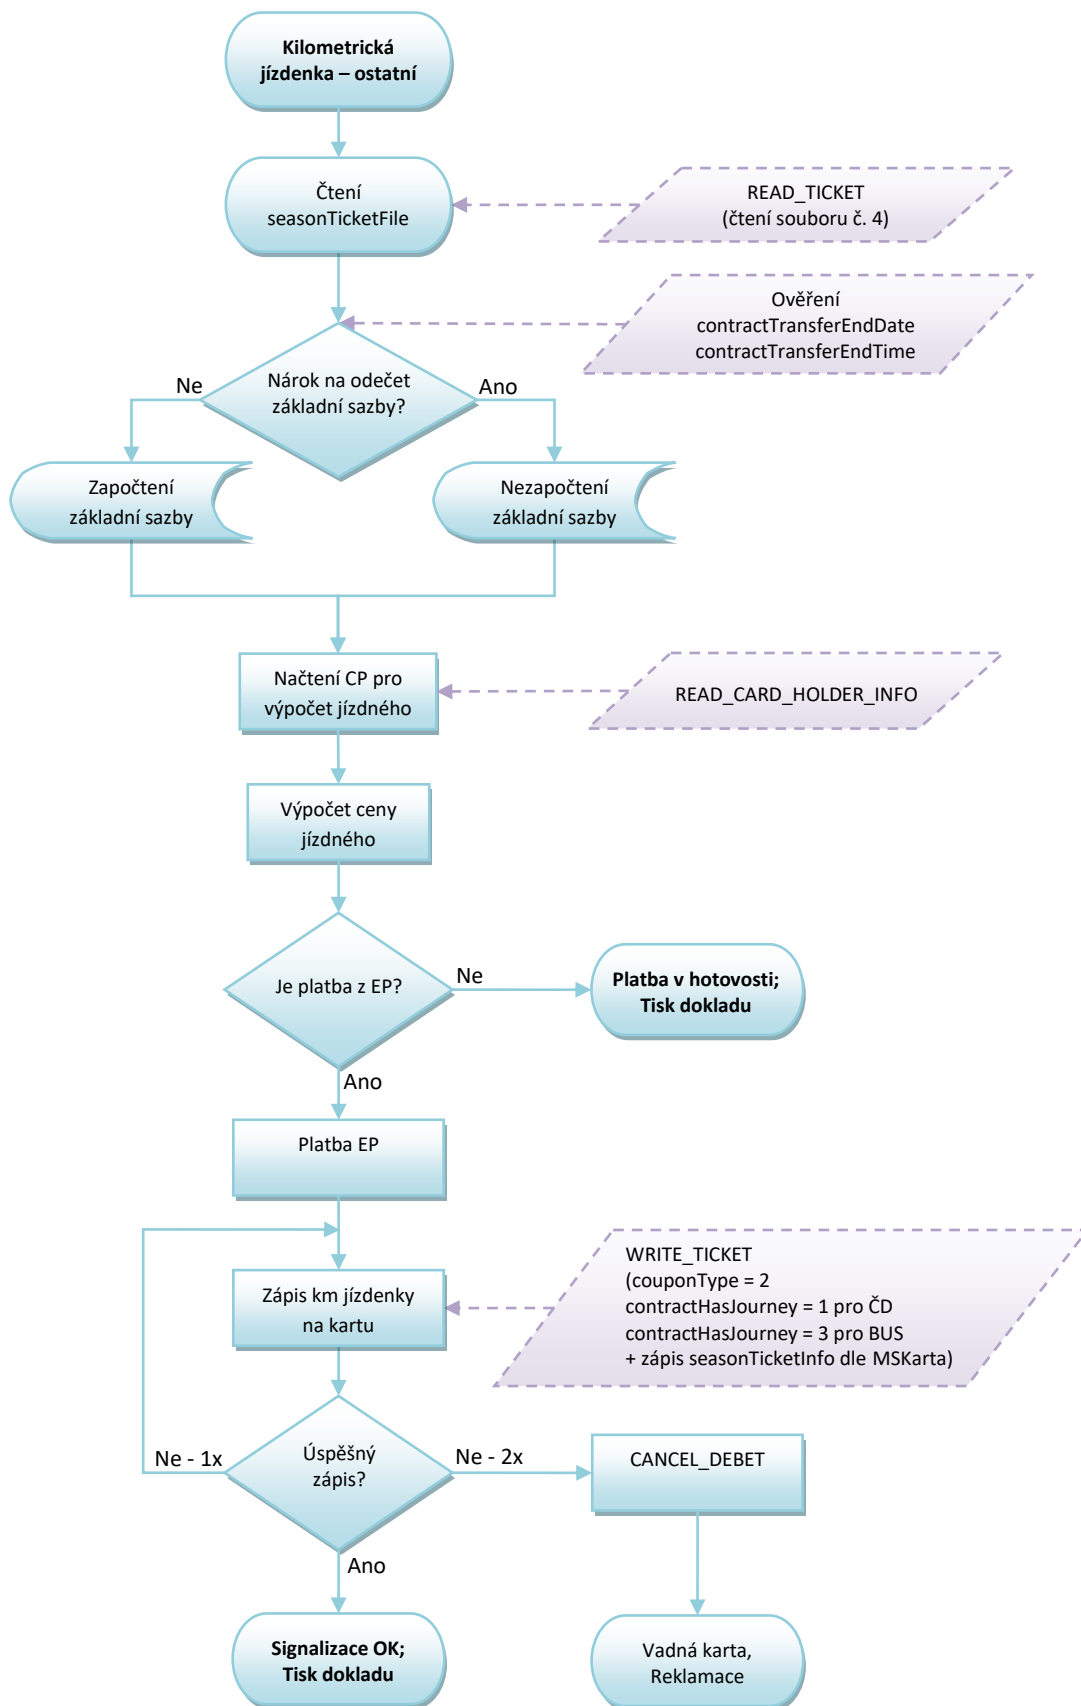 Kilometrická
jízdenka – ostatní
Čtení
seasonTicketFile
READ_TICKET
(čtení souboru č. 4)
Ověření
contractTransferEndDate
contractTransferEndTime
Ne
Nárok na odečet
základní sazby?
Ano
Započtení
základní sazby
Nezapočtení
základní sazby
Načtení CP pro
výpočet jízdného
READ_CARD_HOLDER_INFO
Výpočet ceny
jízdného
Je platba z EP?
Ne
Platba v hotovosti;
Tisk dokladu
Ano
Platba EP
Zápis km jízdenky
na kartu
WRITE_TICKET
(couponType = 2
contractHasJourney = 1 pro ČD
contractHasJourney = 3 pro BUS
+ zápis seasonTicketInfo dle MSKarta)
Ne - 1x
Úspěšný
zápis?
Ne - 2x
CANCEL_DEBET
Ano
Signalizace OK;
Tisk dokladu
Vadná karta,
Reklamace